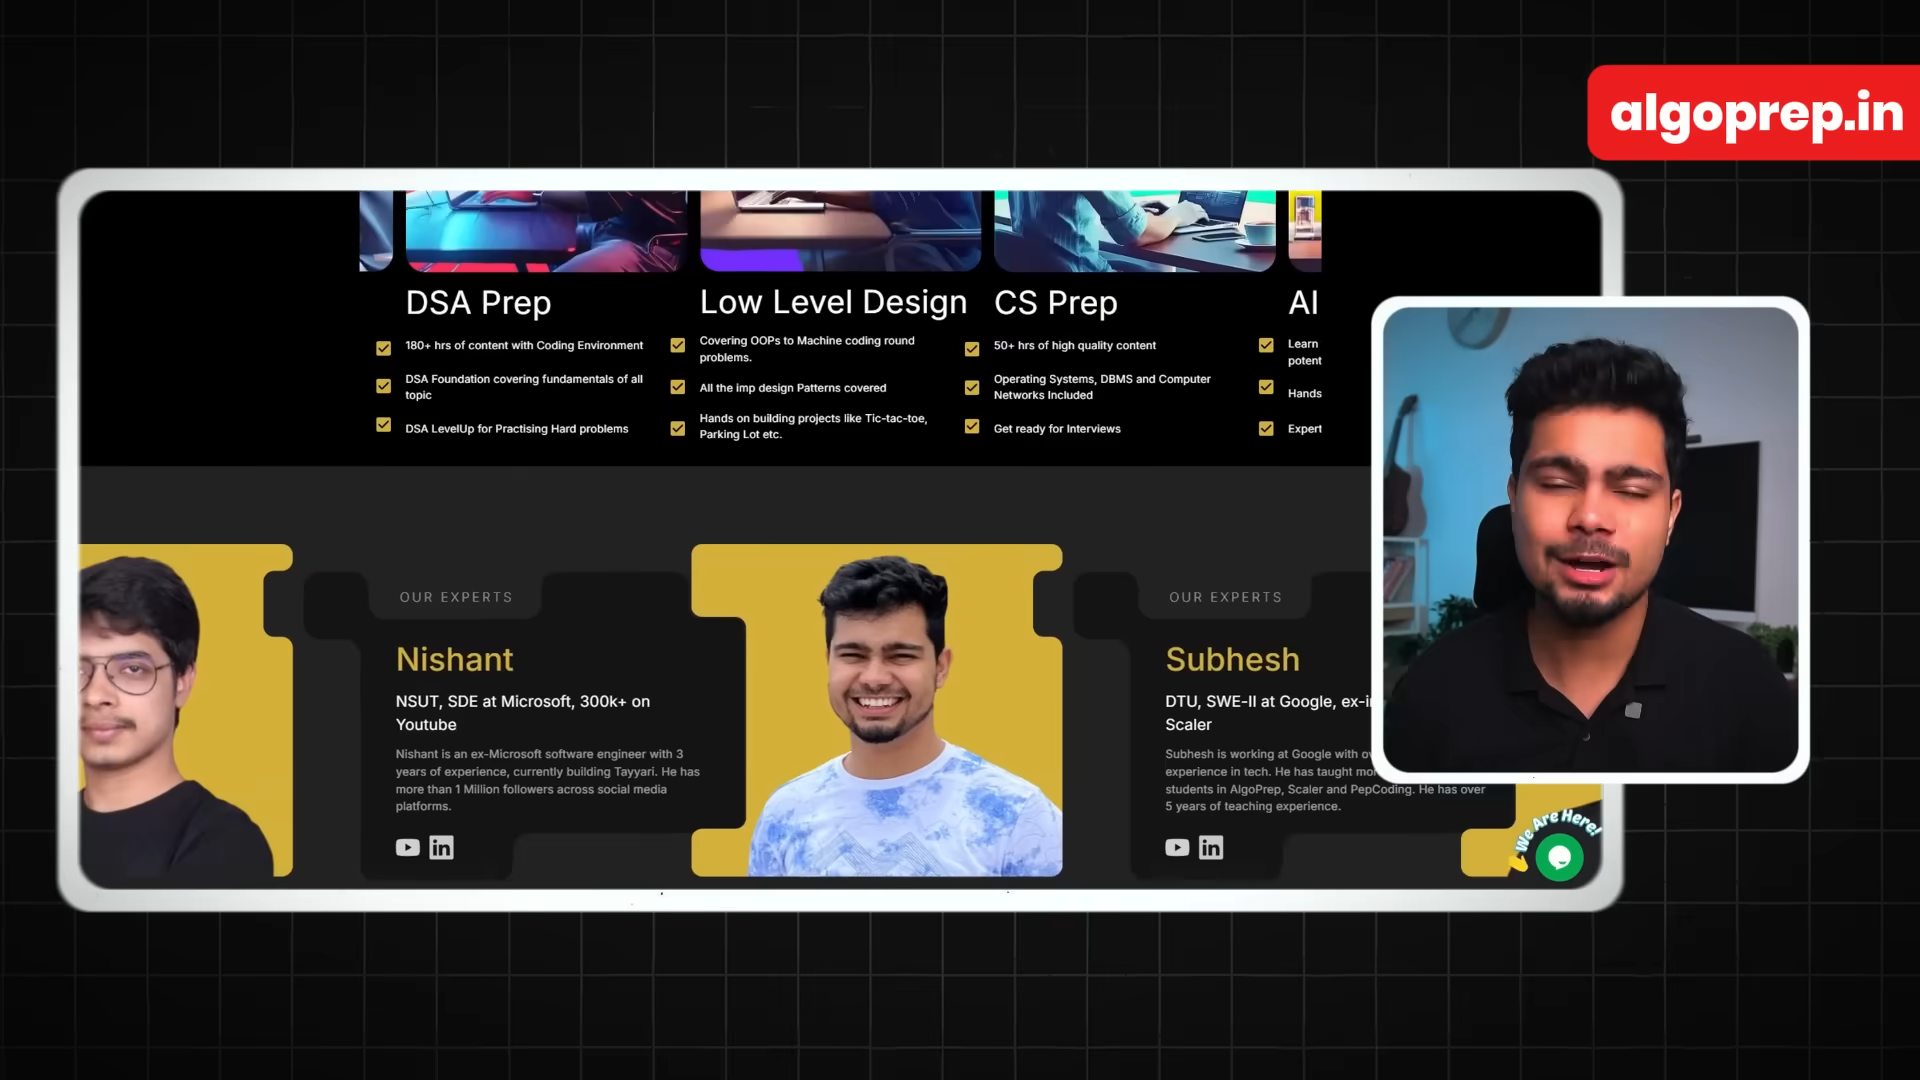 algoprep.in
DSA Prep
180+ hrs of content with Coding Environment
DSA Foundation covering fundamentals of all
topic
DSA LevelUp for Practising Hard problems
Low Level Design
Covering OOPs to Machine coding round
problems.
All the imp design Patterns covered
Hands on building projects like Tic-tac-toe,
Parking Lot etc.
CS Prep
50+ hrs of high quality content
Operating Systems, DBMS and Computer
Networks Included
Get ready for Interviews
AI
Learn
potent
Hands
Expert
OUR EXPERTS
Nishant
NSUT, SDE at Microsoft, 300k+ on
Youtube
Nishant is an ex-Microsoft software engineer with 3
years of experience, currently building Tayyari. He has
more than 1 Million followers across social media
platforms.
in
OUR EXPERTS
Subhesh
DTU, SWE-II at Google, ex-i
Scaler
Subhesh is working at Google with ov
experience in tech. He has taught mor
students in AlgoPrep, Scaler and PepCoding. He has over
5 years of teaching experience.
in
We Are Here!